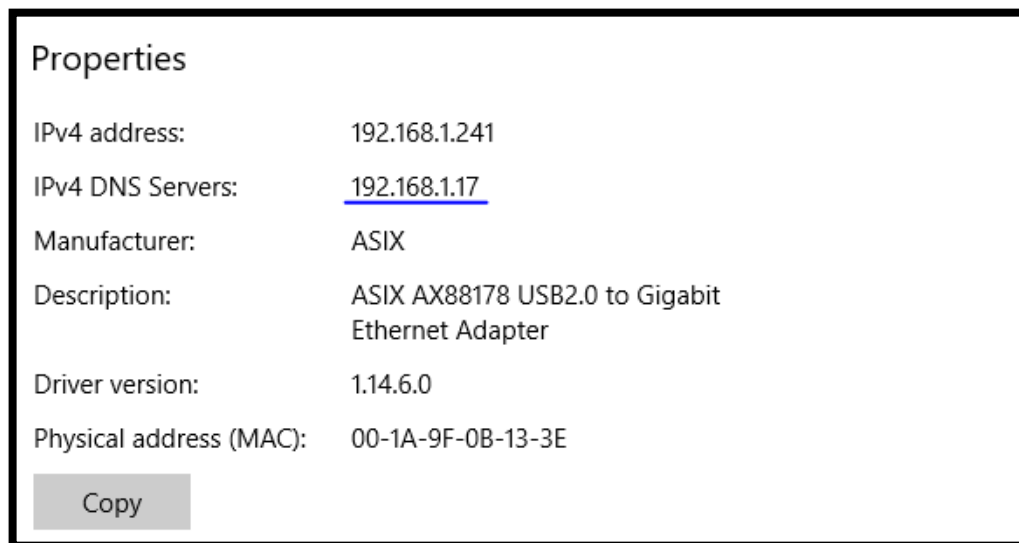 Properties
IPv4 address: 192.168.1.241
IPv4 DNS Servers: 192.168.1.17
Manufacturer: ASIX
Description: ASIX AX88178 USB2.0 to Gigabit
Ethernet Adapter
Driver version: 1.14.6.0
Physical address (MAC): 00-1A-9F-0B-13-3E
Copy